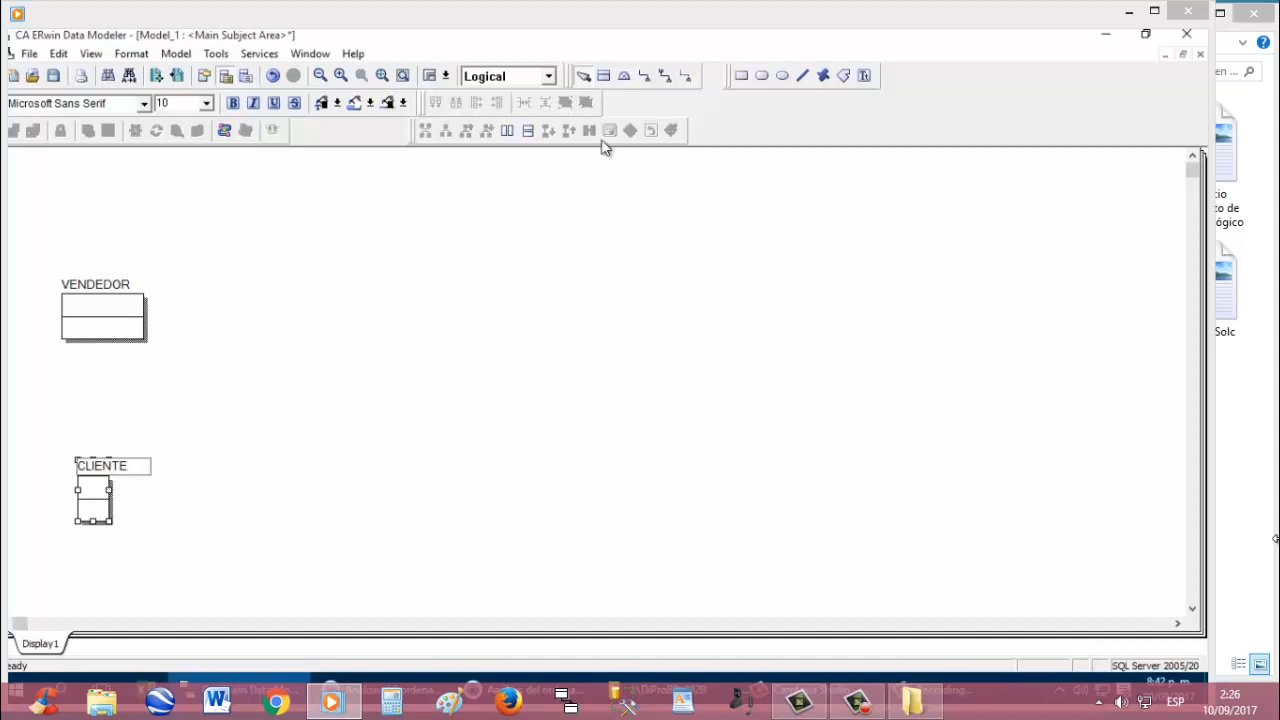 CA ERwin Data Modeler - [Model_1 : <Main Subject Area>*]
File Edit View Format Model Tools Services Window Help
Logical
Microsoft Sans Serif 10
B I U S
en ...
VENDEDOR
CLIENTE
cio
to de
ógico
Solc
Display1
eady
SQL Server 2005/20
8:42 p. m.
ESP
2:26
10/09/2017